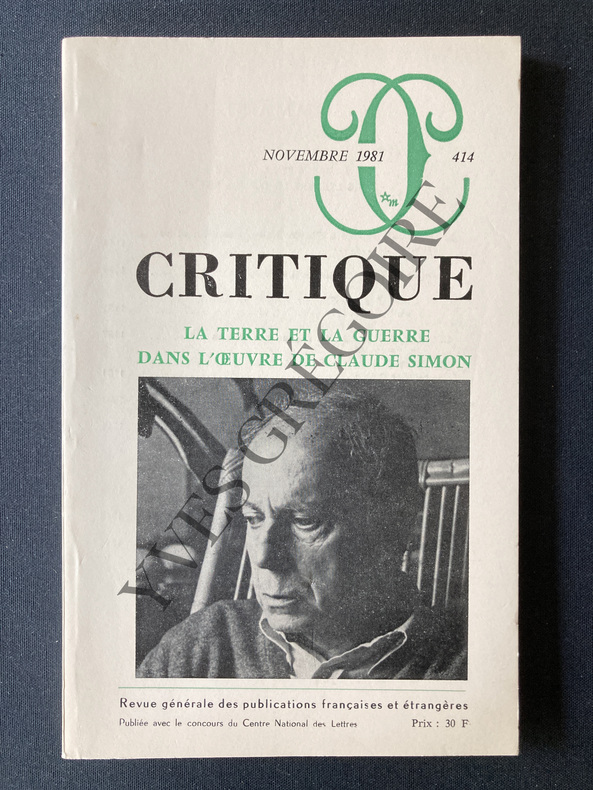 NOVEMBRE 1981 414
m
CRITIQUE
LA TERRE ET LA GUERRE
DANS L'ŒUVRE DE CLAUDE SIMON
YVES GRÉGOIRE
Revue générale des publications françaises et étrangères
Publiée avec le concours du Centre National des Lettres Prix : 30 F